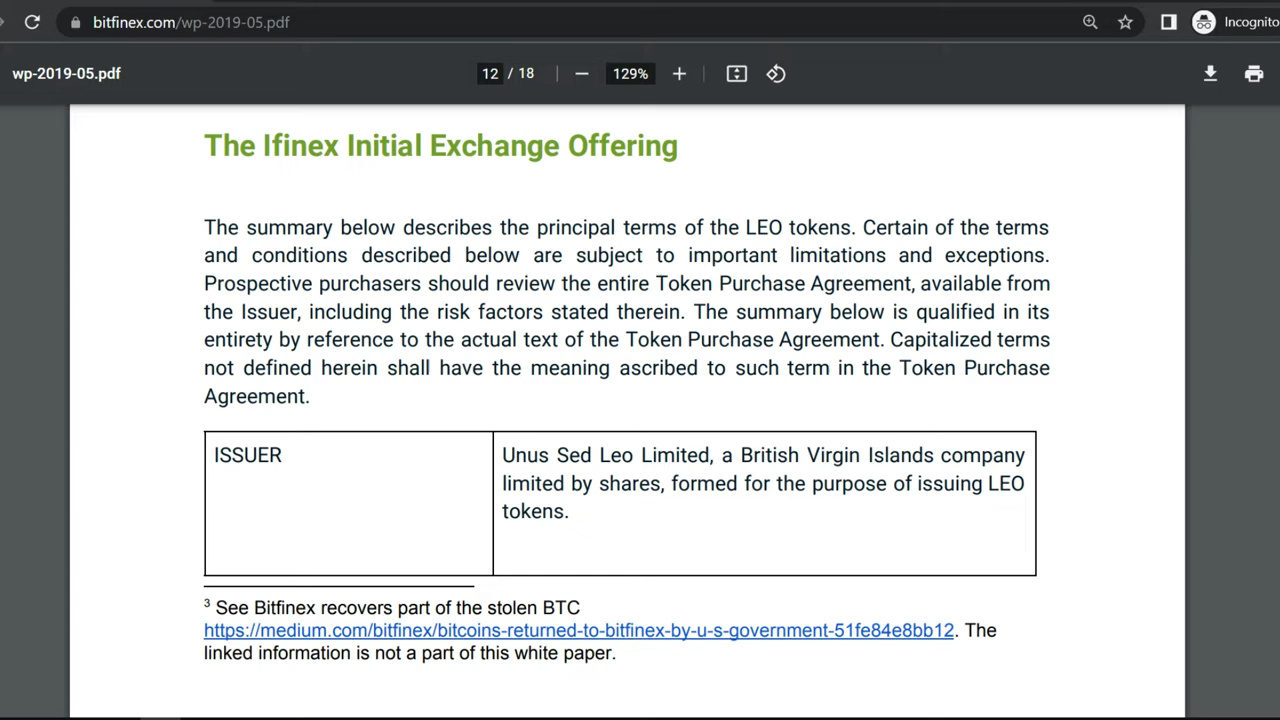 bitfinex.com/wp-2019-05.pdf
Incognito
wp-2019-05.pdf
12 / 18
129%
The Ifinex Initial Exchange Offering
The summary below describes the principal terms of the LEO tokens. Certain of the terms
and conditions described below are subject to important limitations and exceptions.
Prospective purchasers should review the entire Token Purchase Agreement, available from
the Issuer, including the risk factors stated therein. The summary below is qualified in its
entirety by reference to the actual text of the Token Purchase Agreement. Capitalized terms
not defined herein shall have the meaning ascribed to such term in the Token Purchase
Agreement.
ISSUER
Unus Sed Leo Limited, a British Virgin Islands company
limited by shares, formed for the purpose of issuing LEO
tokens.
3 See Bitfinex recovers part of the stolen BTC
https://medium.com/bitfinex/bitcoins-returned-to-bitfinex-by-u-s-government-51fe84e8bb12. The
linked information is not a part of this white paper.